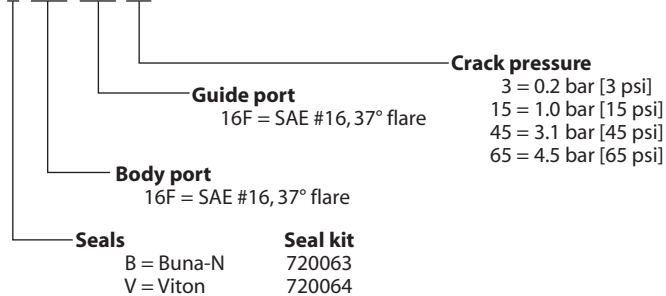 Crack pressure
3 = 0.2 bar [3 psi]
15 = 1.0 bar [15 psi]
45 = 3.1 bar [45 psi]
65 = 4.5 bar [65 psi]
Guide port
16F = SAE #16, 37° flare
Body port
16F = SAE #16, 37° flare
Seals Seal kit
B = Buna-N 720063
V = Viton 720064